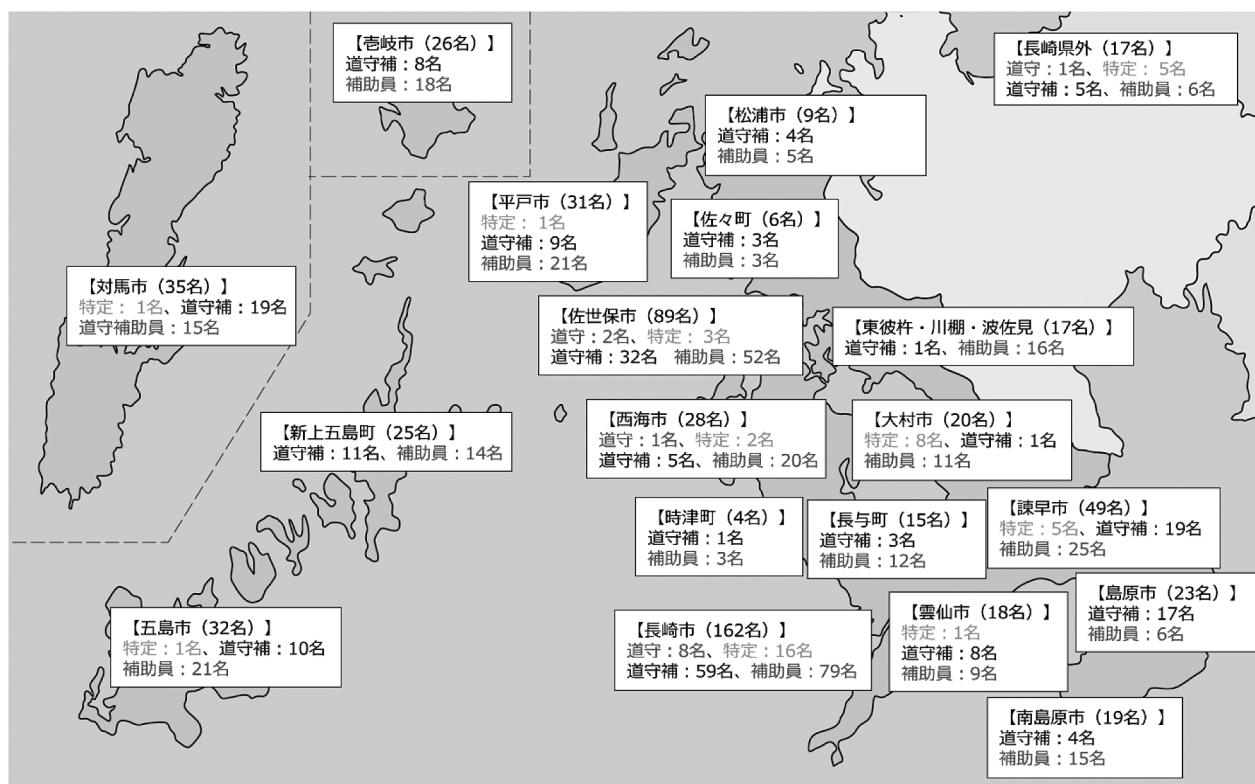 【壱岐市（26名）】
道守補：8名
補助員：18名
【長崎県外（17名）】
道守：1名、特定：5名
道守補：5名、補助員：6名
【松浦市（9名）】
道守補：4名
補助員：5名
【平戸市（31名）】
特定：1名
道守補：9名
補助員：21名
【佐々町（6名）】
道守補：3名
補助員：3名
【対馬市（35名）】
特定：1名、道守補：19名
道守補助員：15名
【佐世保市（89名）】
道守：2名、特定：3名
道守補：32名　補助員：52名
【東彼杵・川棚・波佐見（17名）】
道守補：1名、補助員：16名
【新上五島町（25名）】
道守補：11名、補助員：14名
【西海市（28名）】
道守：1名、特定：2名
道守補：5名、補助員：20名
【大村市（20名）】
特定：8名、道守補：1名
補助員：11名
【時津町（4名）】
道守補：1名
補助員：3名
【長与町（15名）】
道守補：3名
補助員：12名
【諫早市（49名）】
特定：5名、道守補：19名
補助員：25名
【島原市（23名）】
道守補：17名
補助員：6名
【五島市（32名）】
特定：1名、道守補：10名
補助員：21名
【長崎市（162名）】
道守：8名、特定：16名
道守補：59名、補助員：79名
【雲仙市（18名）】
特定：1名
道守補：8名
補助員：9名
【南島原市（19名）】
道守補：4名
補助員：15名